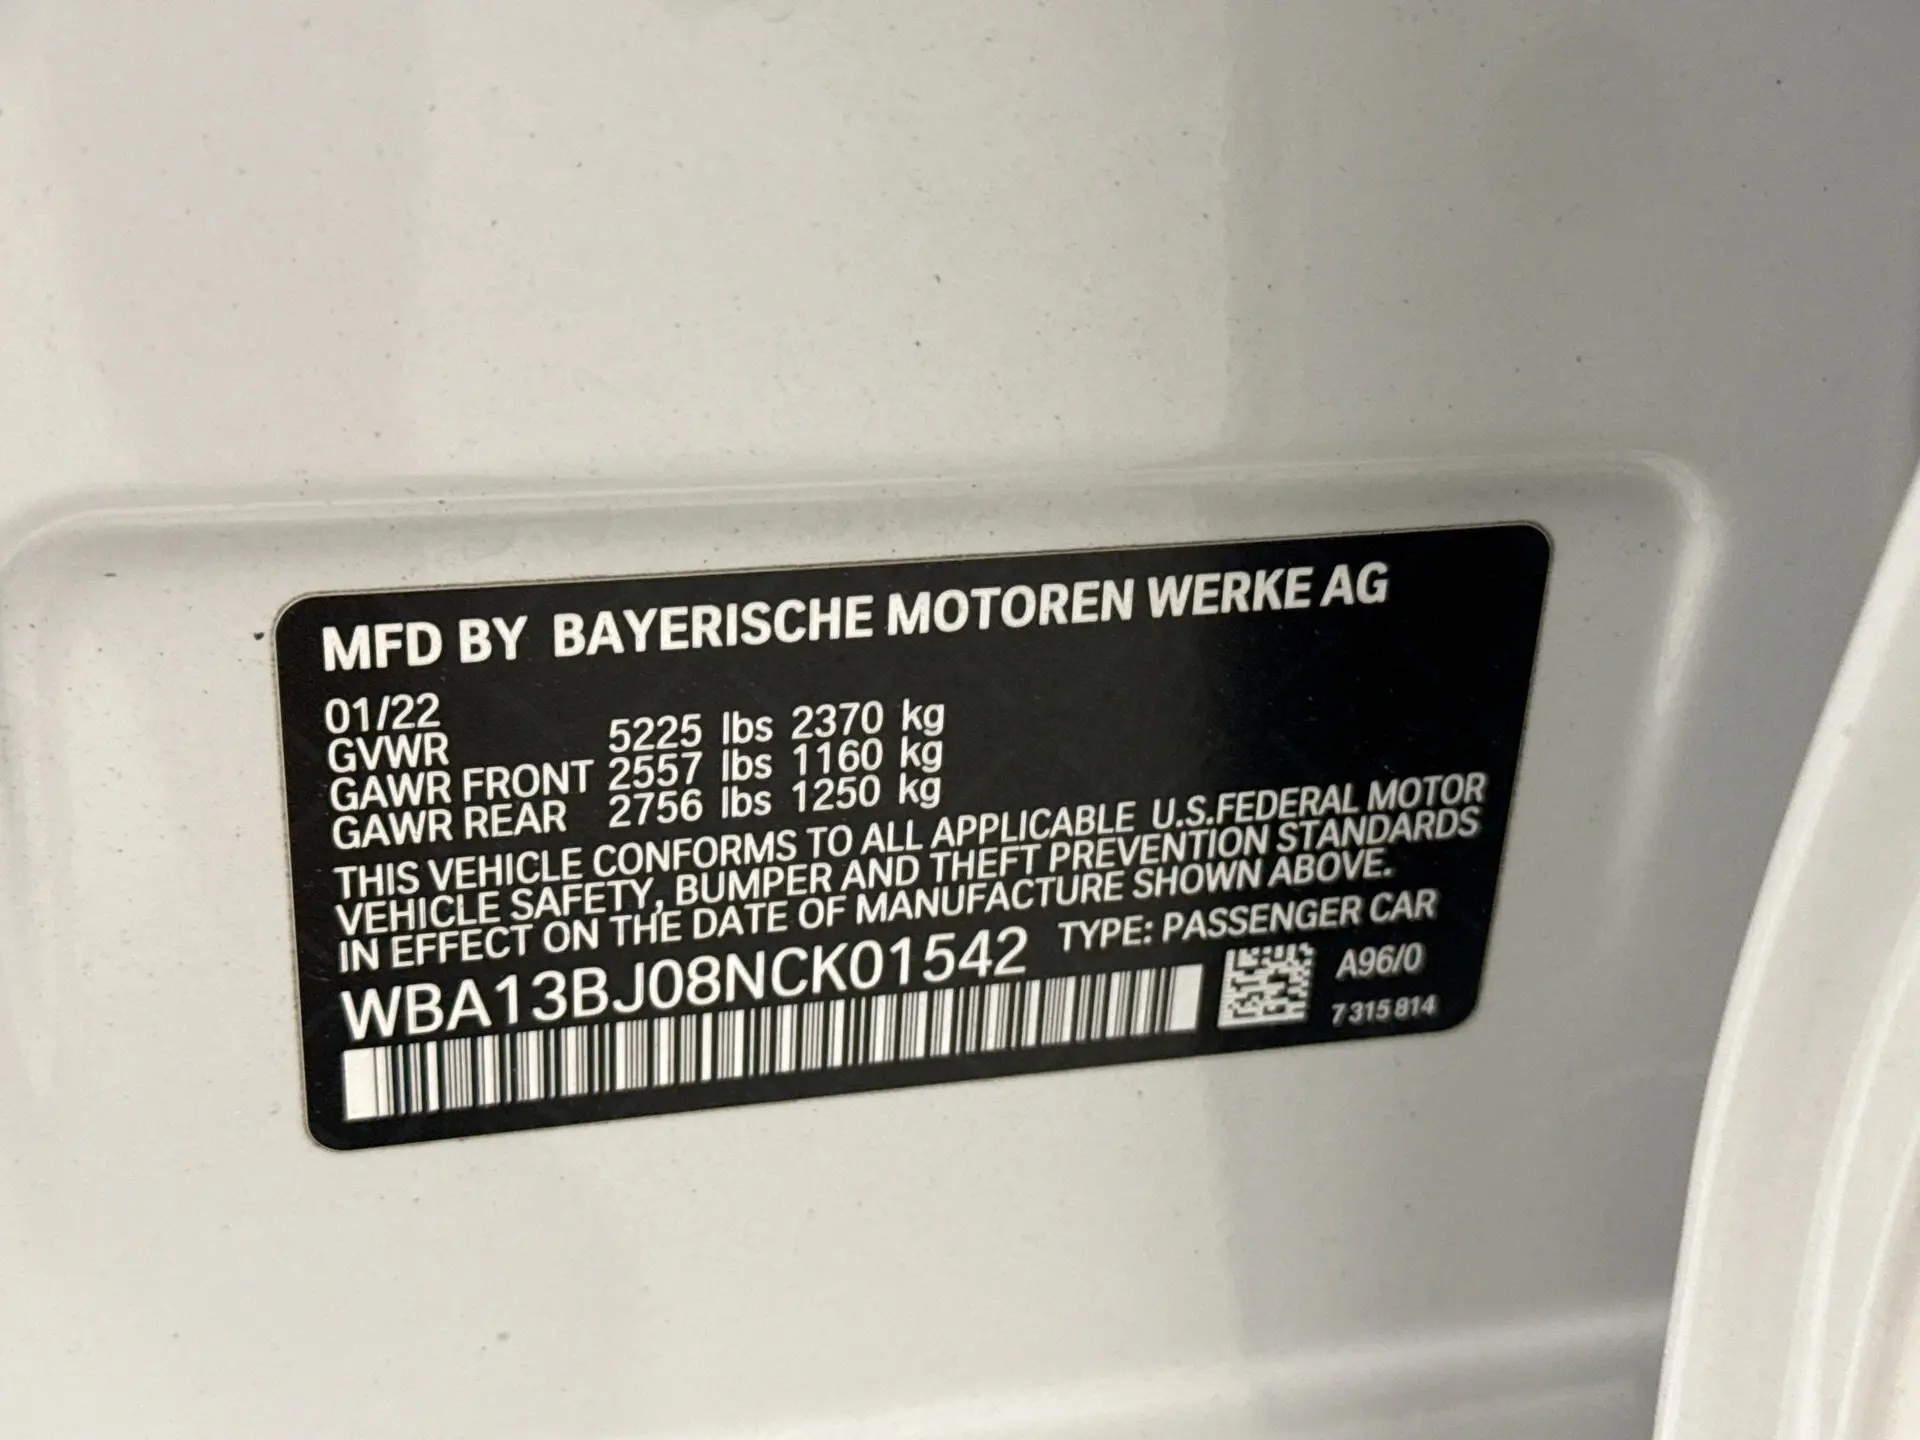 MFD BY BAYERISCHE MOTOREN WERKE AG
01/22
GVWR 5225 lbs 2370 kg
GAWR FRONT 2557 lbs 1160 kg
GAWR REAR 2756 lbs 1250 kg
THIS VEHICLE CONFORMS TO ALL APPLICABLE U.S.FEDERAL MOTOR
VEHICLE SAFETY, BUMPER AND THEFT PREVENTION STANDARDS
IN EFFECT ON THE DATE OF MANUFACTURE SHOWN ABOVE.
WBA13BJ08NCK01542 TYPE: PASSENGER CAR
A96/0
7 315 814